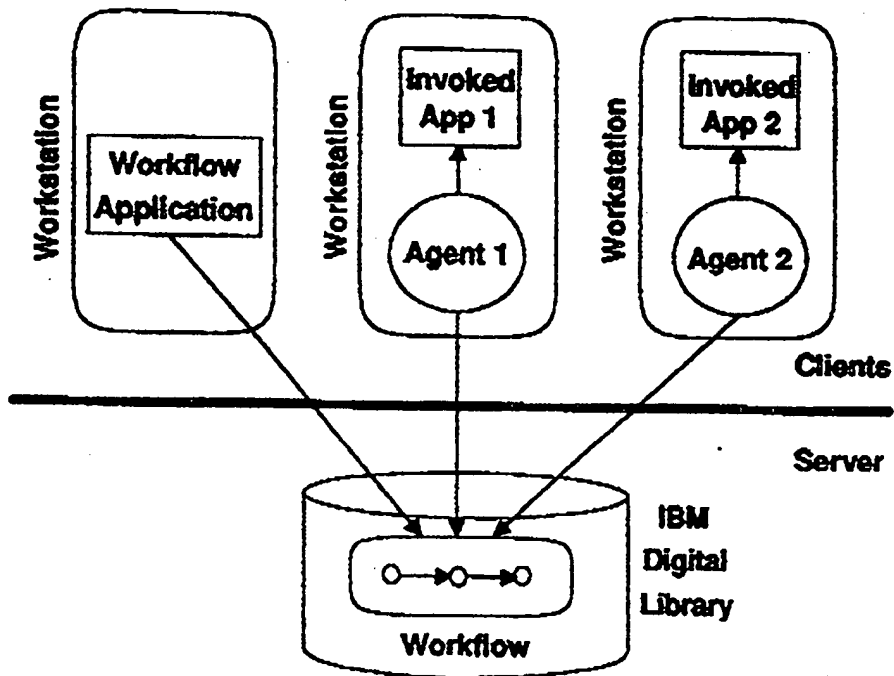 Workstation
Workflow
Application
Workstation
Invoked
App 1
Agent 1
Workstation
Invoked
App 2
Agent 2
Clients
Server
IBM
Digital
Library
Workflow